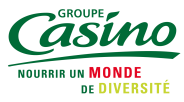 GROUPE
Casino
NOURRIR UN MONDE
DE DIVERSITÉ